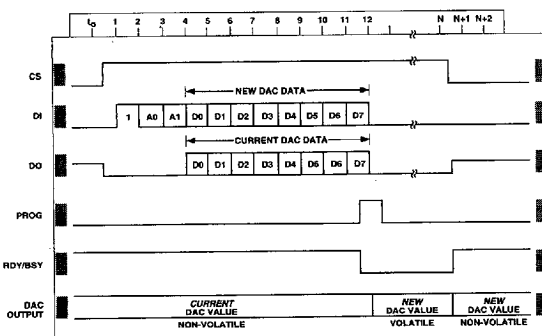 to 1 2 3 4 5 6 7 8 9 10 11 12 N N+1 N+2
CS
NEW DAC DATA
DI 1 A0 A1 D0 D1 D2 D3 D4 D5 D6 D7
CURRENT DAC DATA
DO D0 D1 D2 D3 D4 D5 D6 D7
PROG
RDY/BSY
DAC OUTPUT
CURRENT DAC VALUE
NON-VOLATILE
NEW DAC VALUE
VOLATILE
NEW DAC VALUE
NON-VOLATILE